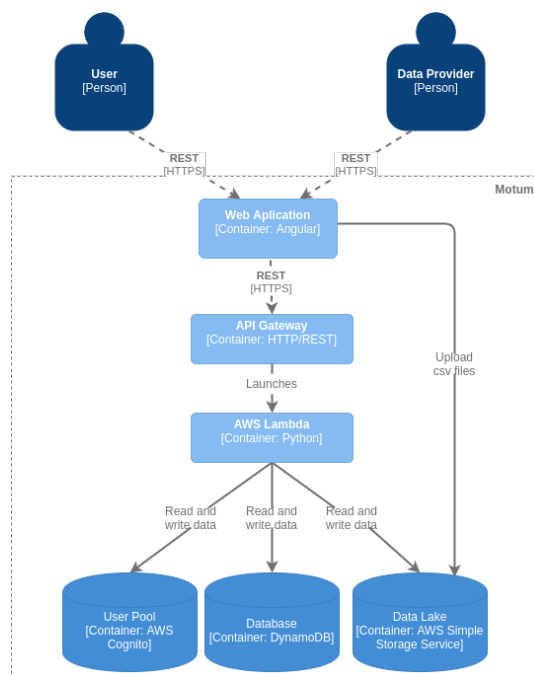 User
[Person]
Data Provider
[Person]
REST
[HTTPS]
REST
[HTTPS]
Motum
Web Aplication
[Container: Angular]
REST
[HTTPS]
API Gateway
[Container: HTTP/REST]
Upload
csv files
Launches
AWS Lambda
[Container: Python]
Read and
write data
Read and
write data
Read and
write data
User Pool
[Container: AWS
Cognito]
Database
[Container: DynamoDB]
Data Lake
[Container: AWS Simple
Storage Service]